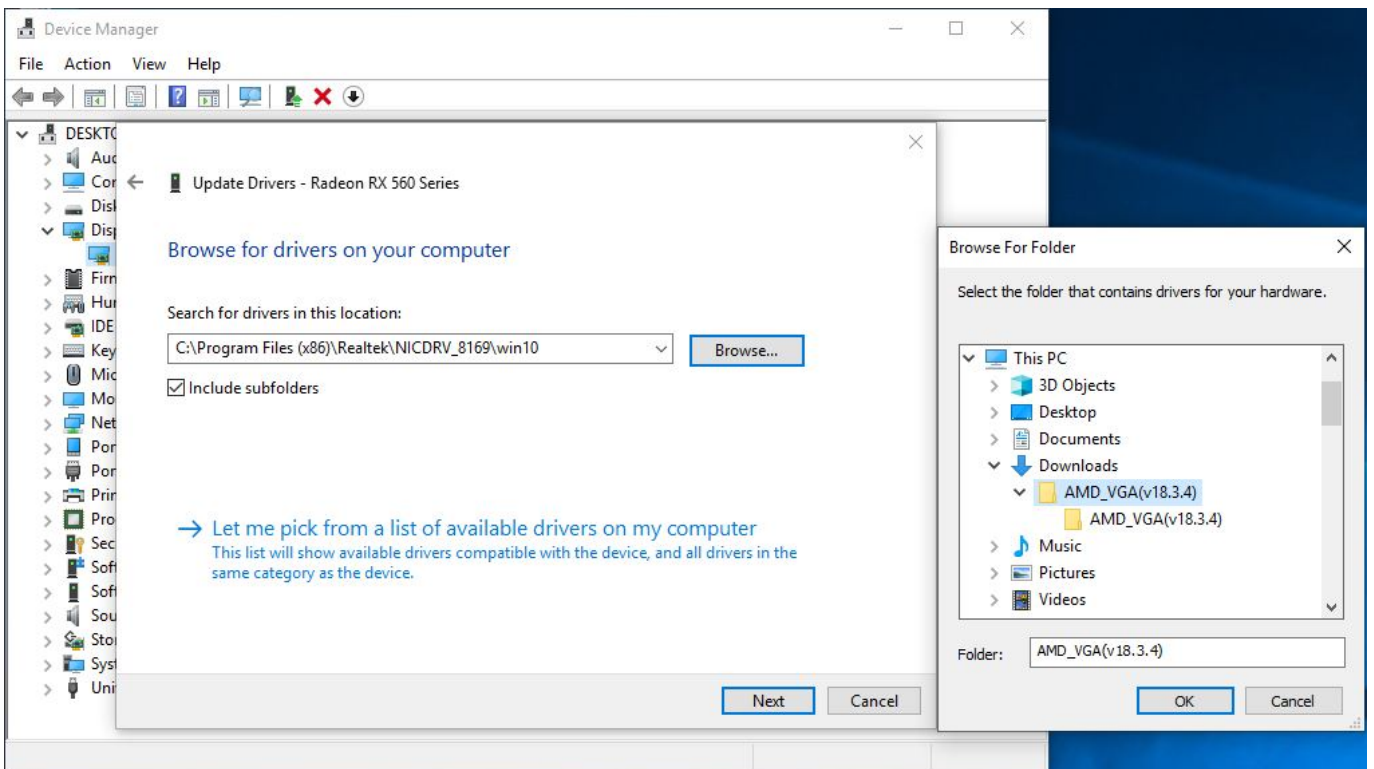 Device Manager
File Action View Help
DESKTO
Aud
Cor
Disk
Disp
Firm
Hur
IDE
Key
Mic
Mo
Net
Por
Por
Prin
Pro
Sec
Soft
Soft
Sou
Sto
Syst
Uni
Update Drivers - Radeon RX 560 Series
Browse for drivers on your computer
Search for drivers in this location:
C:\Program Files (x86)\Realtek\NICDRV_8169\win10
Browse...
Include subfolders
Let me pick from a list of available drivers on my computer
This list will show available drivers compatible with the device, and all drivers in the
same category as the device.
Next Cancel
Browse For Folder
Select the folder that contains drivers for your hardware.
This PC
3D Objects
Desktop
Documents
Downloads
AMD_VGA(v18.3.4)
AMD_VGA(v18.3.4)
Music
Pictures
Videos
Folder: AMD_VGA(v18.3.4)
OK Cancel